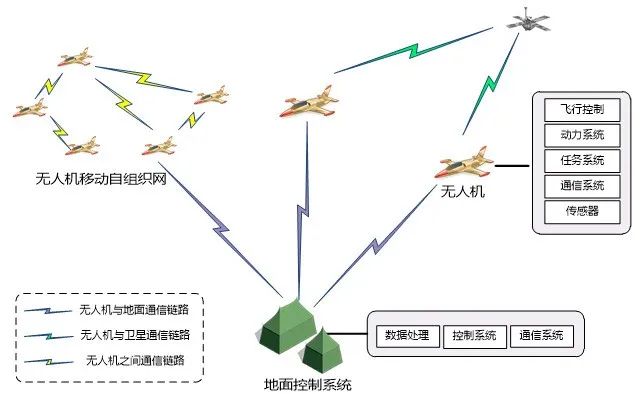 飞行控制
动力系统
任务系统
通信系统
传感器
无人机移动自组织网
无人机
无人机与地面通信链路
无人机与卫星通信链路
无人机之间通信链路
数据处理
控制系统
通信系统
地面控制系统